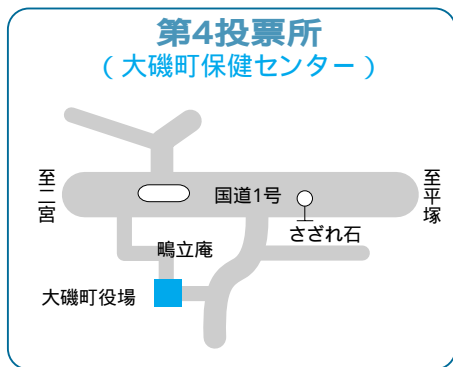 第4投票所
(大磯町保健センター)
至二宮
国道1号
至平塚
さざれ石
鴫立庵
大磯町役場